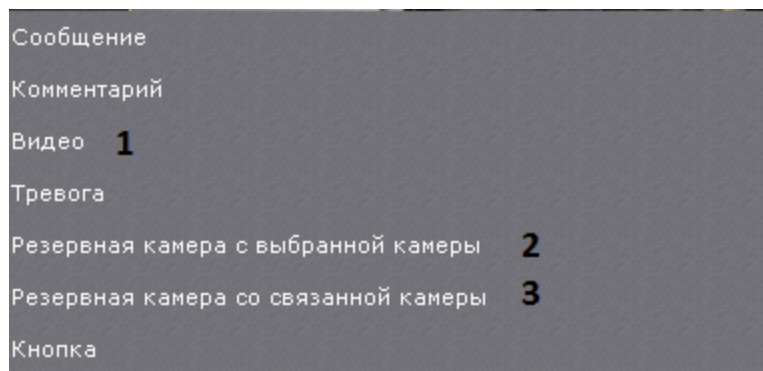 Сообщение
Комментарий
Видео 1
Тревога
Резервная камера с выбранной камеры 2
Резервная камера со связанной камеры 3
Кнопка